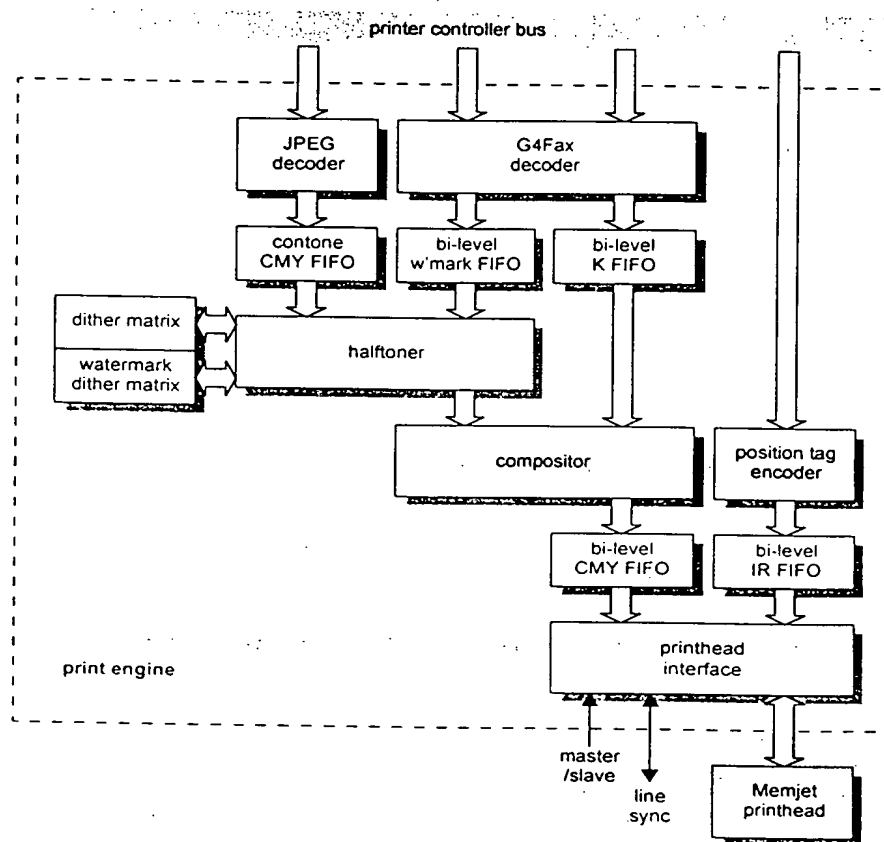 printer controller bus
JPEG
decoder
G4Fax
decoder
contone
CMY FIFO
bi-level
w'mark FIFO
bi-level
K FIFO
dither matrix
watermark
dither matrix
halftoner
compositor
position tag
encoder
bi-level
CMY FIFO
bi-level
IR FIFO
printhead
interface
print engine
master
/slave
line
sync
Memjet
printhead